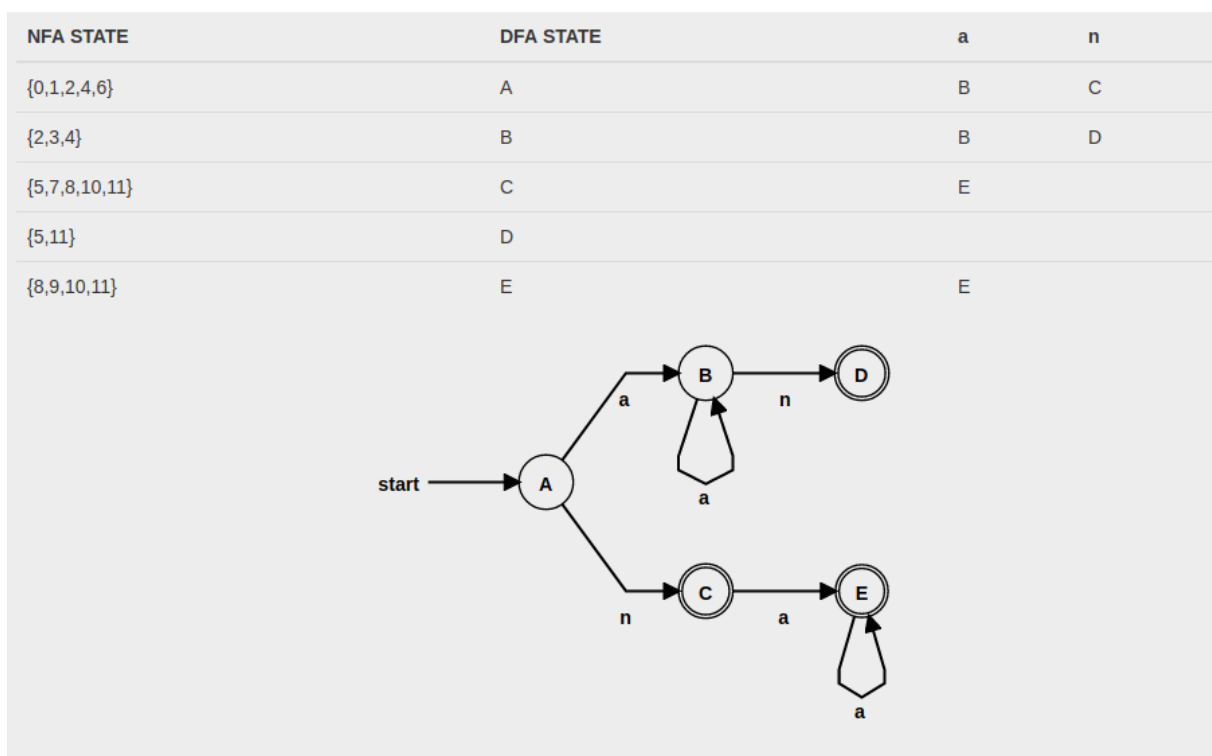 NFA STATE DFA STATE a n
{0,1,2,4,6} A B C
{2,3,4} B B D
{5,7,8,10,11} C E
{5,11} D
{8,9,10,11} E E
B D
a n
start A a
C E
n a
a